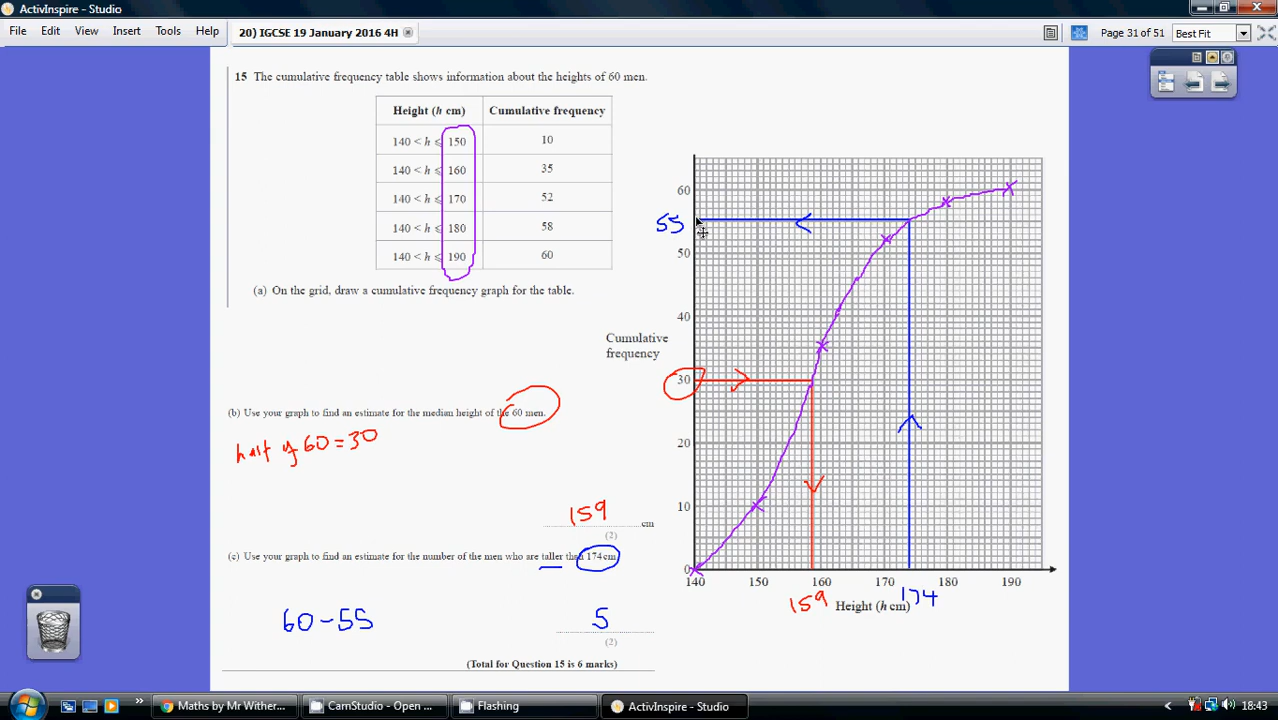 ActivInspire - Studio
File Edit View Insert Tools Help
20) IGCSE 19 January 2016 4H
Page 31 of 51
Best Fit
15 The cumulative frequency table shows information about the heights of 60 men.
Height (h cm) Cumulative frequency
140 < h ⩽ 150 10
140 < h ⩽ 160 35
140 < h ⩽ 170 52
140 < h ⩽ 180 58
140 < h ⩽ 190 60
(a) On the grid, draw a cumulative frequency graph for the table.
60
55
50
40
Cumulative
frequency
30
20
10
0
140 150 160 170 180 190
159 Height (h cm) 174
(b) Use your graph to find an estimate for the median height of the 60 men.
half of 60 = 30
159 cm
(2)
(c) Use your graph to find an estimate for the number of the men who are taller than 174cm
60 - 55 5
(2)
(Total for Question 15 is 6 marks)
Maths by Mr Wither...
CamStudio - Open ...
Flashing
ActivInspire - Studio
18:43